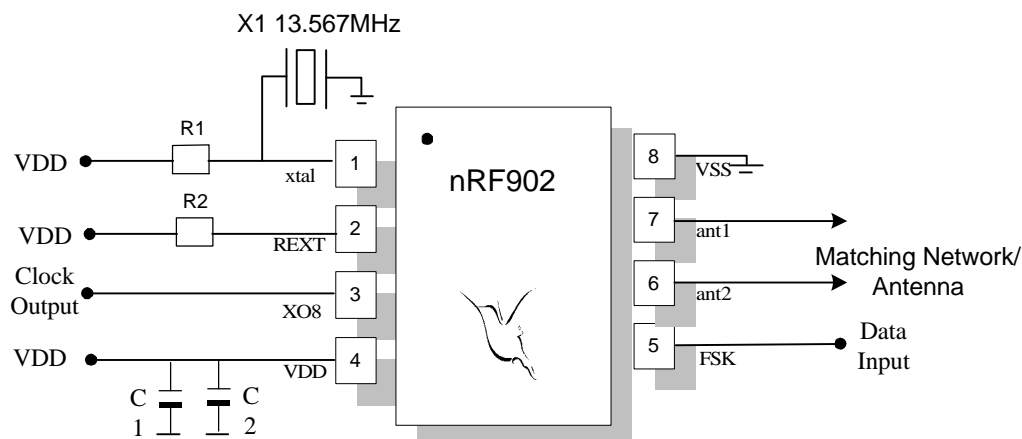 X1 13.567MHz
R1
VDD
xtal
1
8
VSS
nRF902
R2
VDD
REXT
2
7
ant1
Matching Network/
Antenna
Clock
Output
XO8
3
6
ant2
VDD
VDD
4
5
FSK
Data
Input
C
1
C
2